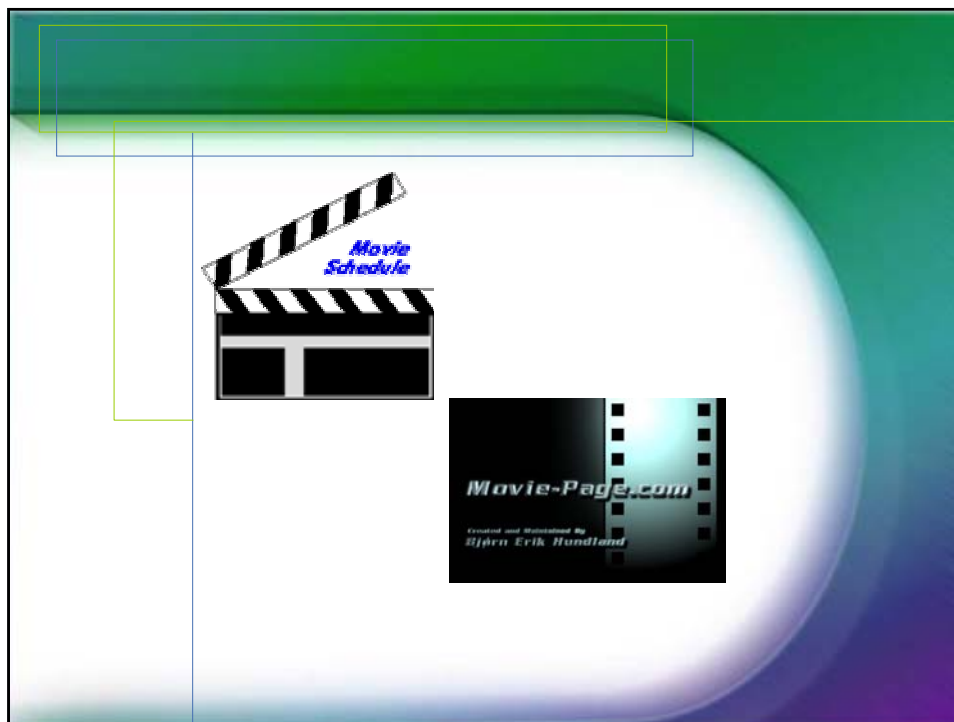 Movie
Schedule
Movie-Page.com
Created and Maintained By
Bjørn Erik Hundland